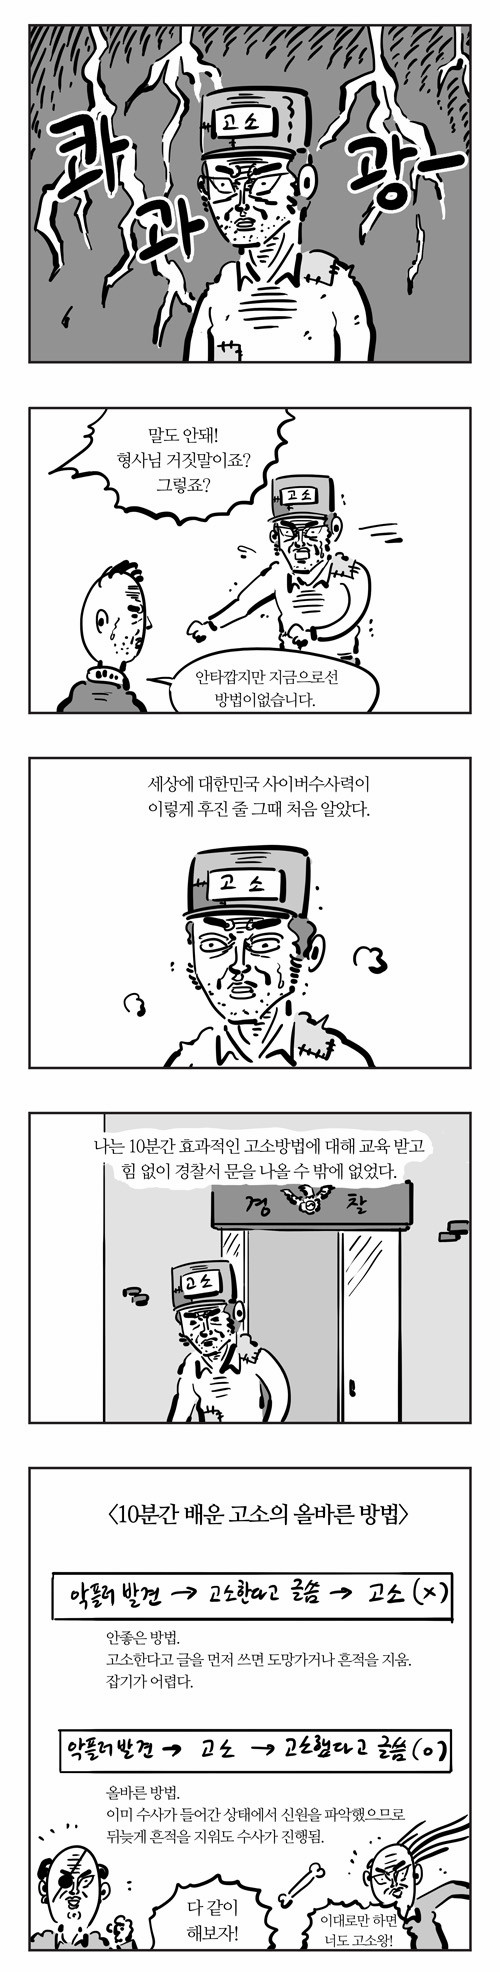 콰
과
광-
고소
말도 안돼!
형사님 거짓말이죠?
그렇죠?
고소
안타깝지만 지금으로선
방법이없습니다.
세상에 대한민국 사이버수사력이
이렇게 후진 줄 그때 처음 알았다.
고소
나는 10분간 효과적인 고소방법에 대해 교육 받고
힘 없이 경찰서 문을 나올 수 밖에 없었다.
경 찰
고소
<10분간 배운 고소의 올바른 방법>
악플러 발견 → 고소한다고 글씀 → 고소 (X)
안좋은 방법.
고소한다고 글을 먼저 쓰면 도망가거나 흔적을 지움.
잡기가 어렵다.
악플러 발견 → 고소 → 고소했다고 글씀 (O)
올바른 방법.
이미 수사가 들어간 상태에서 신원을 파악했으므로
뒤늦게 흔적을 지워도 수사가 진행됨.
다 같이
해보자!
이대로만 하면
너도 고소왕!